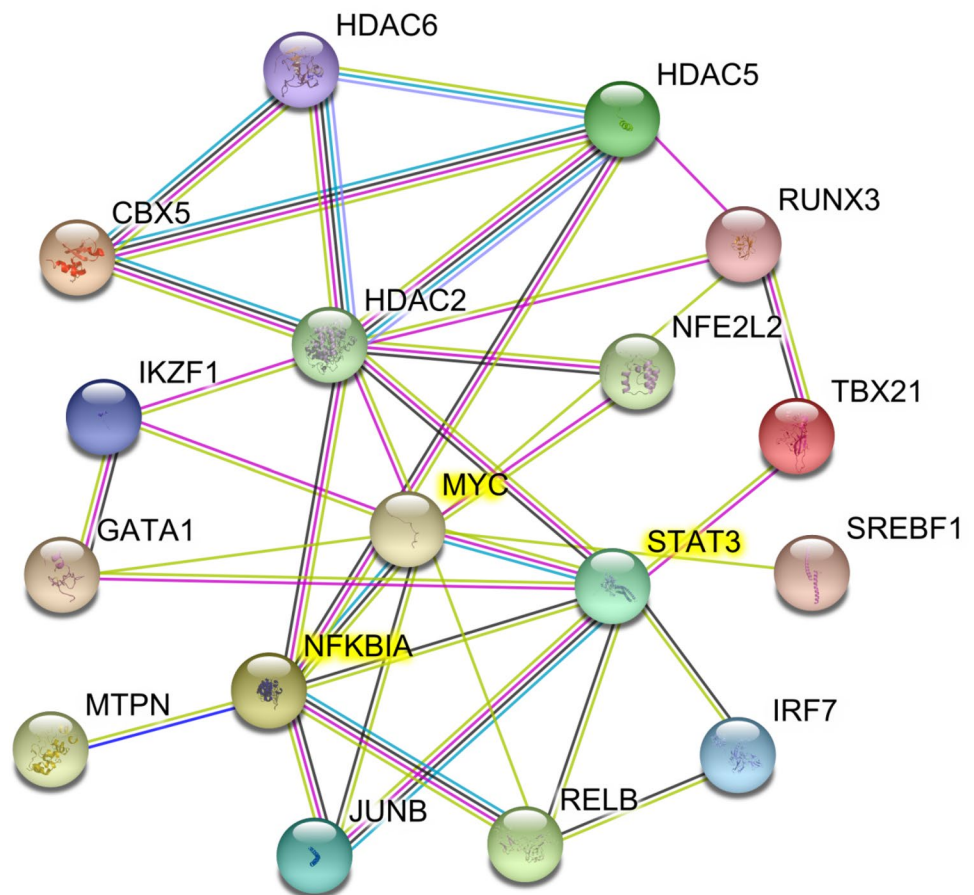 HDAC6
HDAC5
CBX5
RUNX3
HDAC2
NFE2L2
IKZF1
TBX21
MYC
GATA1
STAT3
SREBF1
NFKBIA
MTPN
IRF7
JUNB
RELB